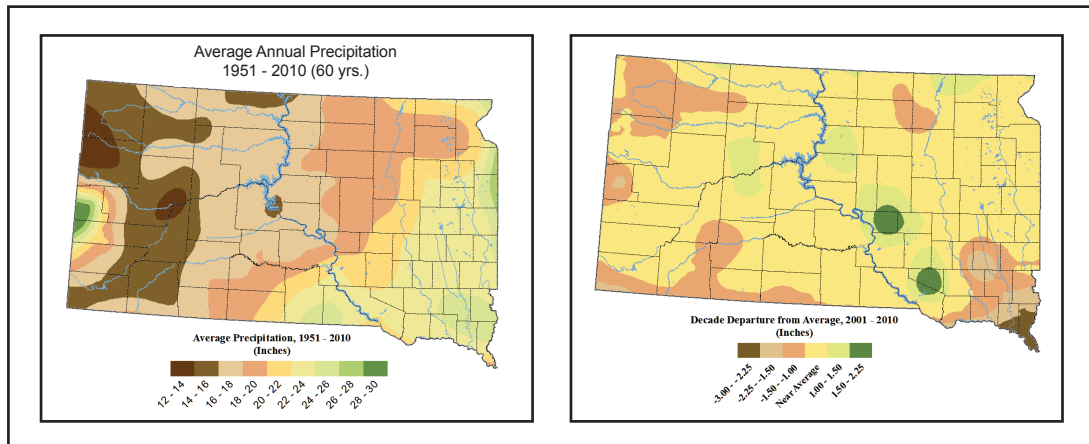 Average Annual Precipitation
1951 - 2010 (60 yrs.)
Average Precipitation, 1951 - 2010
(Inches)
12 - 14
14 - 16
16 - 18
18 - 20
20 - 22
22 - 24
24 - 26
26 - 28
28 - 30
Decade Departure from Average, 2001 - 2010
(Inches)
-3.00 - -2.25
-2.25 - -1.50
-1.50 - -1.00
Near Average
1.00 - 1.50
1.50 - 2.25